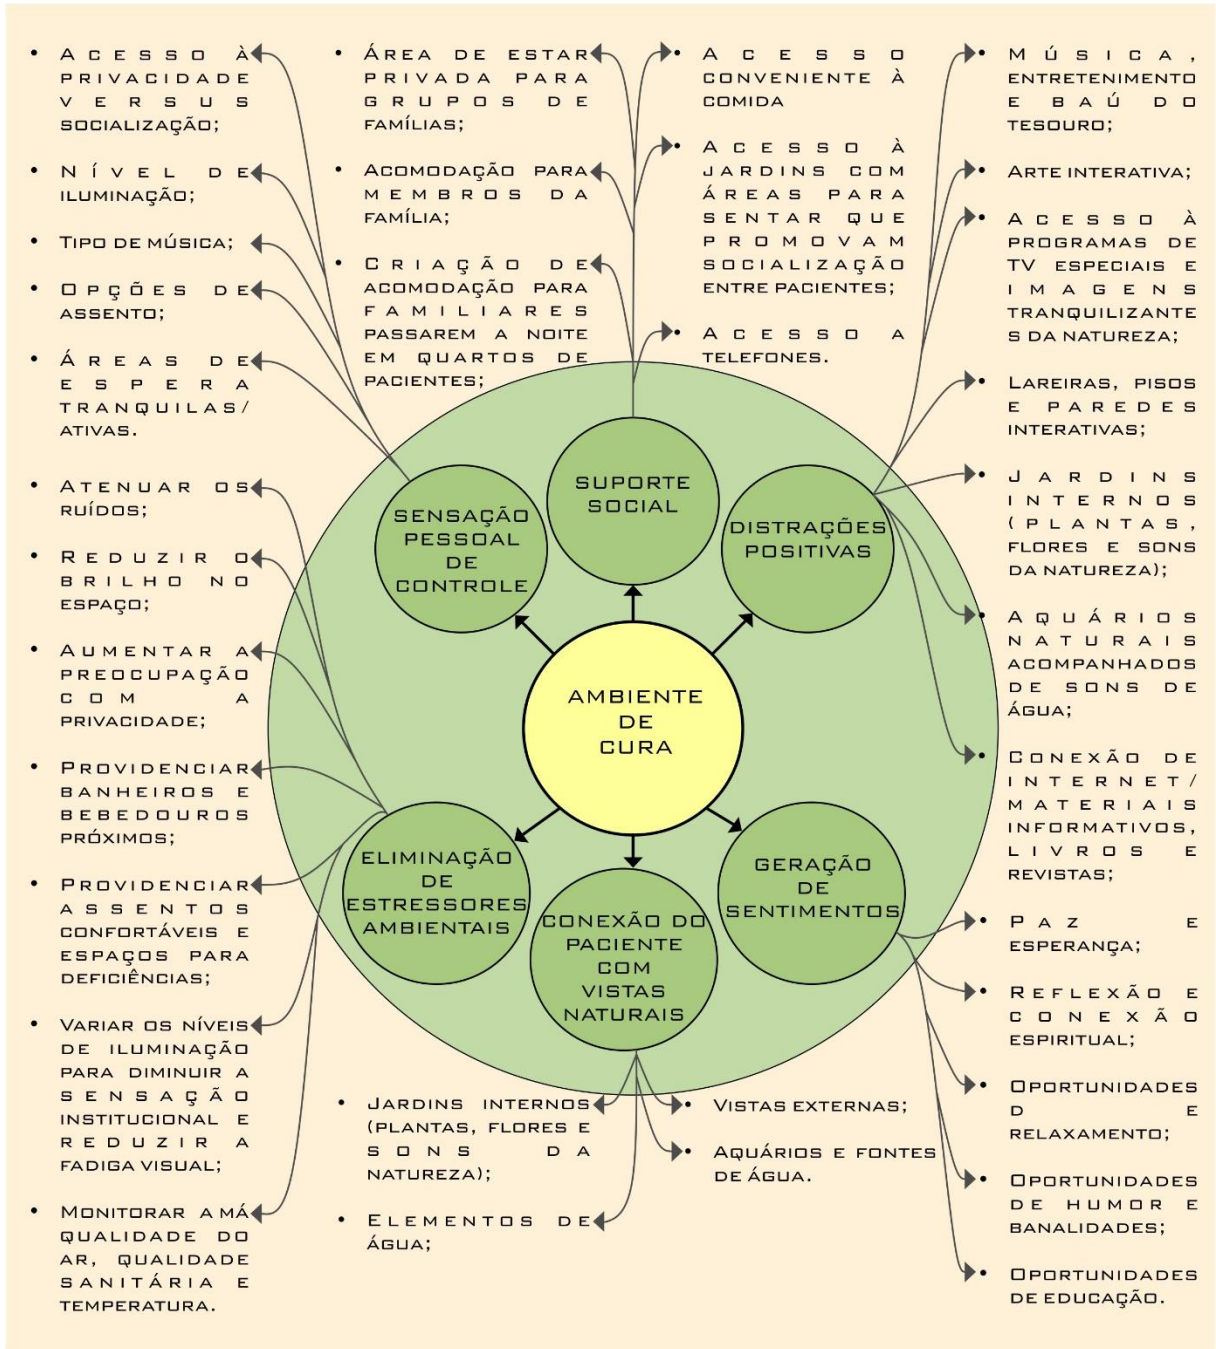 • ACESSO À
PRIVACIDADE
VERSUS
SOCIALIZAÇÃO;
• NÍVEL DE
ILUMINAÇÃO;
• TIPO DE MÚSICA;
• OPÇÕES DE
ASSENTO;
• ÁREAS DE
ESPERA
TRANQUILAS/
ATIVAS.
• ATENUAR OS
RUÍDOS;
• REDUZIR O
BRILHO NO
ESPAÇO;
• AUMENTAR A
PREOCUPAÇÃO
COM A
PRIVACIDADE;
• PROVIDENCIAR
BANHEIROS E
BEBEDOUROS
PRÓXIMOS;
• PROVIDENCIAR
ASSENTOS
CONFORTÁVEIS E
ESPAÇOS PARA
DEFICIÊNCIAS;
• VARIAR OS NÍVEIS
DE ILUMINAÇÃO
PARA DIMINUIR A
SENSAÇÃO
INSTITUCIONAL E
REDUZIR A
FADIGA VISUAL;
• MONITORAR A MÁ
QUALIDADE DO
AR, QUALIDADE
SANITÁRIA E
TEMPERATURA.
• ÁREA DE ESTAR
PRIVADA PARA
GRUPOS DE
FAMÍLIAS;
• ACOMODAÇÃO PARA
MEMBROS DA
FAMÍLIA;
• CRIAÇÃO DE
ACOMODAÇÃO PARA
FAMILIARES
PASSAREM A NOITE
EM QUARTOS DE
PACIENTES;
• ACESSO
CONVENIENTE À
COMIDA
• ACESSO À
JARDINS COM
ÁREAS PARA
SENTAR QUE
PROMOVAM
SOCIALIZAÇÃO
ENTRE PACIENTES;
• ACESSO A
TELEFONES.
SENSAÇÃO
PESSOAL
DE
CONTROLE
SUPORTE
SOCIAL
DISTRAÇÕES
POSITIVAS
AMBIENTE
DE
CURA
ELIMINAÇÃO
DE
ESTRESSORES
AMBIENTAIS
CONEXÃO DO
PACIENTE
COM
VISTAS
NATURAIS
GERAÇÃO
DE
SENTIMENTOS
• JARDINS INTERNOS
(PLANTAS, FLORES E
SONS DA
NATUREZA);
• ELEMENTOS DE
ÁGUA;
• VISTAS EXTERNAS;
• AQUÁRIOS E FONTES
DE ÁGUA.
• MÚSICA,
ENTRETENIMENTO
E BAÚ DO
TESOURO;
• ARTE INTERATIVA;
• ACESSO À
PROGRAMAS DE
TV ESPECIAIS E
IMAGENS
TRANQUILIZANTE
S DA NATUREZA;
• LAREIRAS, PISOS
E PAREDES
INTERATIVAS;
• JARDINS
INTERNOS
(PLANTAS,
FLORES E SONS
DA NATUREZA);
• AQUÁRIOS
NATURAIS
ACOMPANHADOS
DE SONS DE
ÁGUA;
• CONEXÃO DE
INTERNET/
MATERIAIS
INFORMATIVOS,
LIVROS E
REVISTAS;
• PAZ E
ESPERANÇA;
• REFLEXÃO E
CONEXÃO
ESPIRITUAL;
• OPORTUNIDADES
D E
RELAXAMENTO;
• OPORTUNIDADES
DE HUMOR E
BANALIDADES;
• OPORTUNIDADES
DE EDUCAÇÃO.